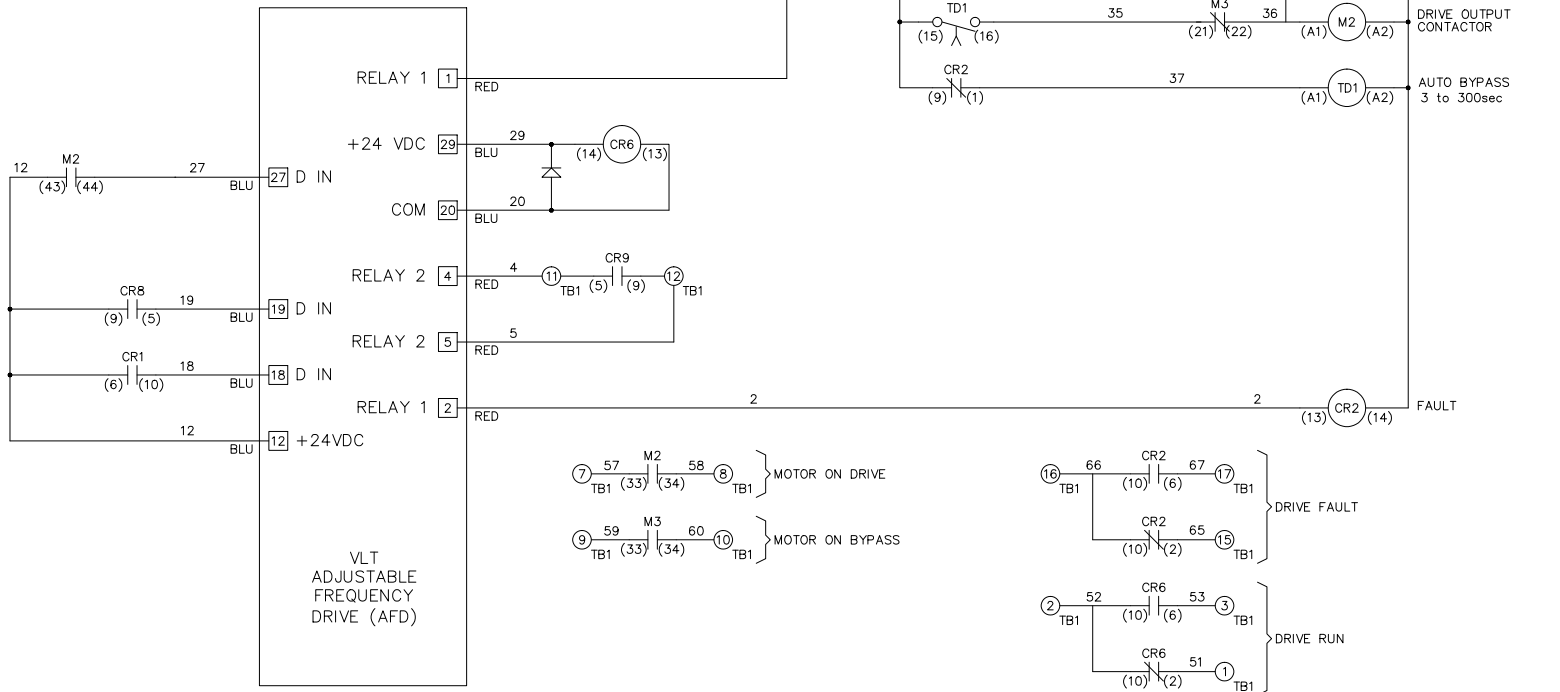 TD1
(15) (16)
35
M3
(21) (22)
36
(A1) M2 (A2)
DRIVE OUTPUT
CONTACTOR
RELAY 1 1
RED
CR2
(9) (1)
37
(A1) TD1 (A2)
AUTO BYPASS
3 to 300sec
+24 VDC 29
29
BLU
(14) CR6 (13)
12
M2
(43) (44)
27
BLU
27 D IN
COM 20
20
BLU
RELAY 2 4
4
RED
11
TB1
CR9
(5) (9)
12
TB1
CR8
(9) (5)
19
BLU
19 D IN
RELAY 2 5
5
RED
CR1
(6) (10)
18
BLU
18 D IN
RELAY 1 2
RED
2
2
(13) CR2 (14)
FAULT
12
BLU
12 +24VDC
7
TB1
57
M2
(33) (34)
58
8
TB1
MOTOR ON DRIVE
16
TB1
66
CR2
(10) (6)
67
17
TB1
DRIVE FAULT
9
TB1
59
M3
(33) (34)
60
10
TB1
MOTOR ON BYPASS
CR2
(10) (2)
65
15
TB1
VLT
ADJUSTABLE
FREQUENCY
DRIVE (AFD)
2
TB1
52
CR6
(10) (6)
53
3
TB1
DRIVE RUN
CR6
(10) (2)
51
1
TB1